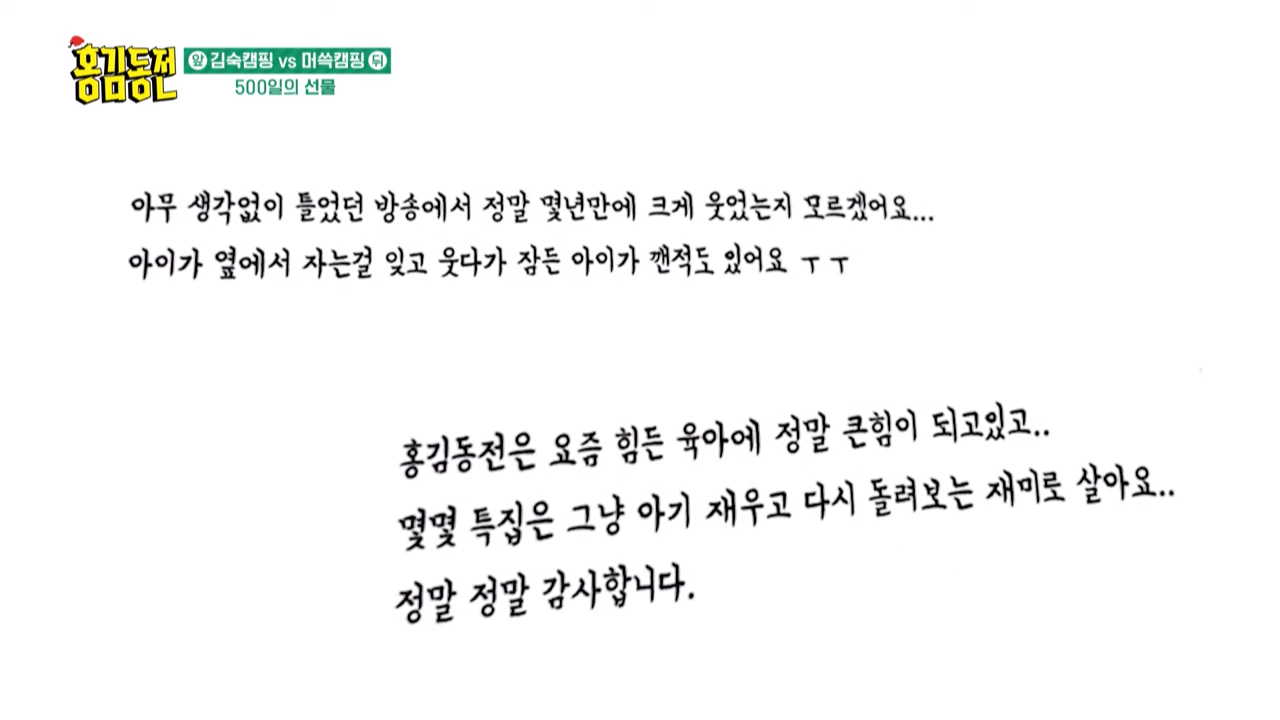 홍김동전
앞 김숙캠핑 vs 머쓱캠핑 뒤
500일의 선물
아무 생각없이 틀었던 방송에서 정말 몇년만에 크게 웃었는지 모르겠어요...
아이가 옆에서 자는걸 잊고 웃다가 잠든 아이가 깬적도 있어요 ㅜㅜ
홍김동전은 요즘 힘든 육아에 정말 큰힘이 되고있고..
몇몇 특집은 그냥 아기 재우고 다시 돌려보는 재미로 살아요..
정말 정말 감사합니다.